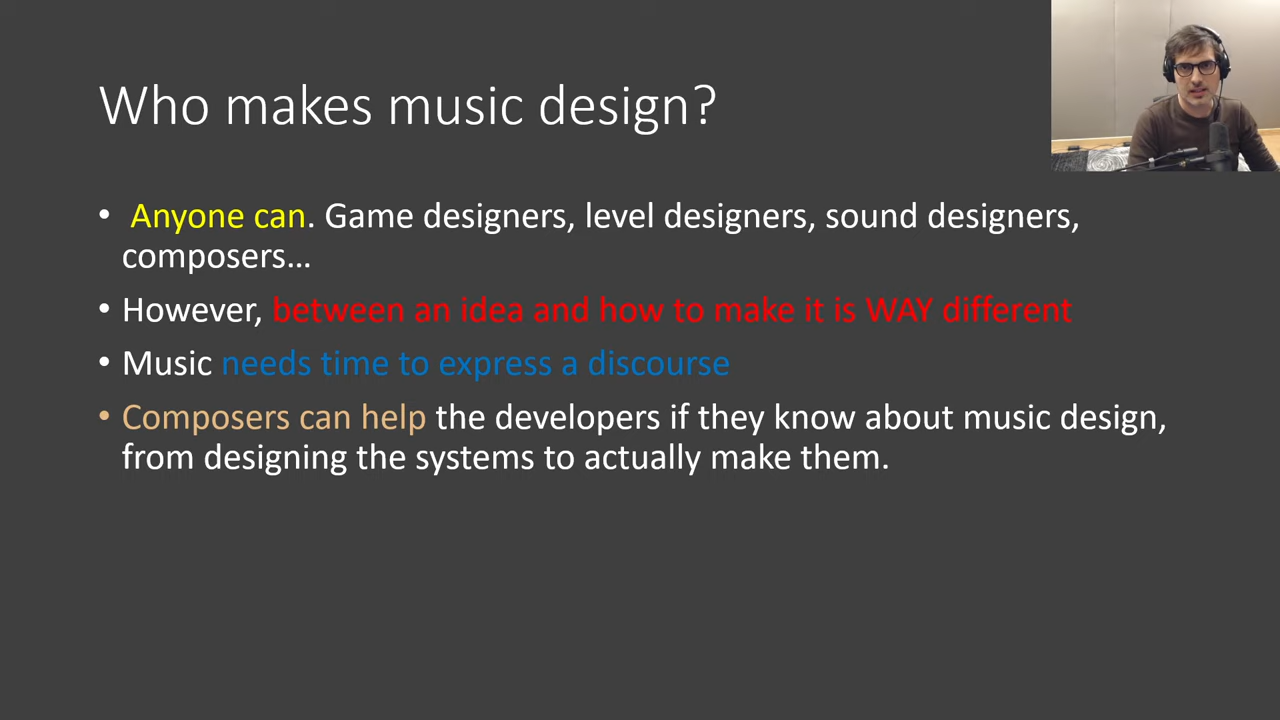 Who makes music design?
• Anyone can. Game designers, level designers, sound designers,
composers…
• However, between an idea and how to make it is WAY different
• Music needs time to express a discourse
• Composers can help the developers if they know about music design,
from designing the systems to actually make them.